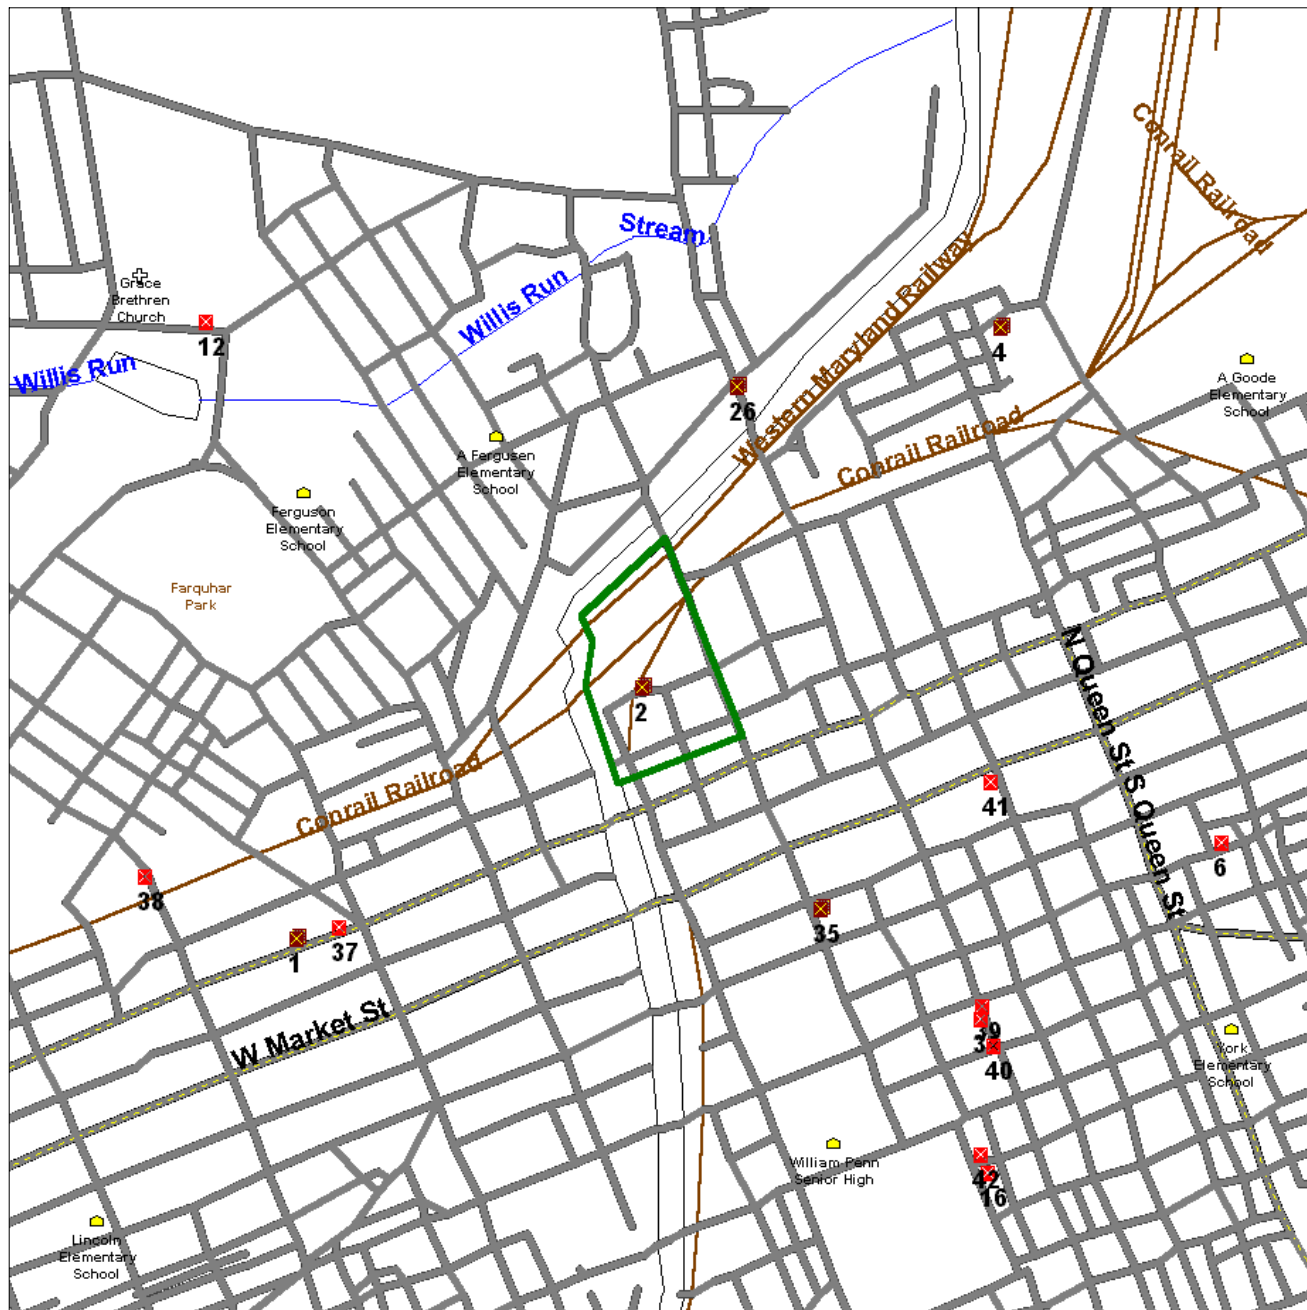 Conrail Railroad
Stream
Western Maryland Railway
Grace
Brethren
Church
Willis Run
12
4
Willis Run
A Goode
Elementary
School
26
Conrail Railroad
A Fergusen
Elementary
School
Ferguson
Elementary
School
Farquhar
Park
N Queen St S Queen St
2
Conrail Railroad
41
6
38
35
37
1
W Market St
39
40
York
Elementary
School
William Penn
Senior High
42
16
Lincoln
Elementary
School